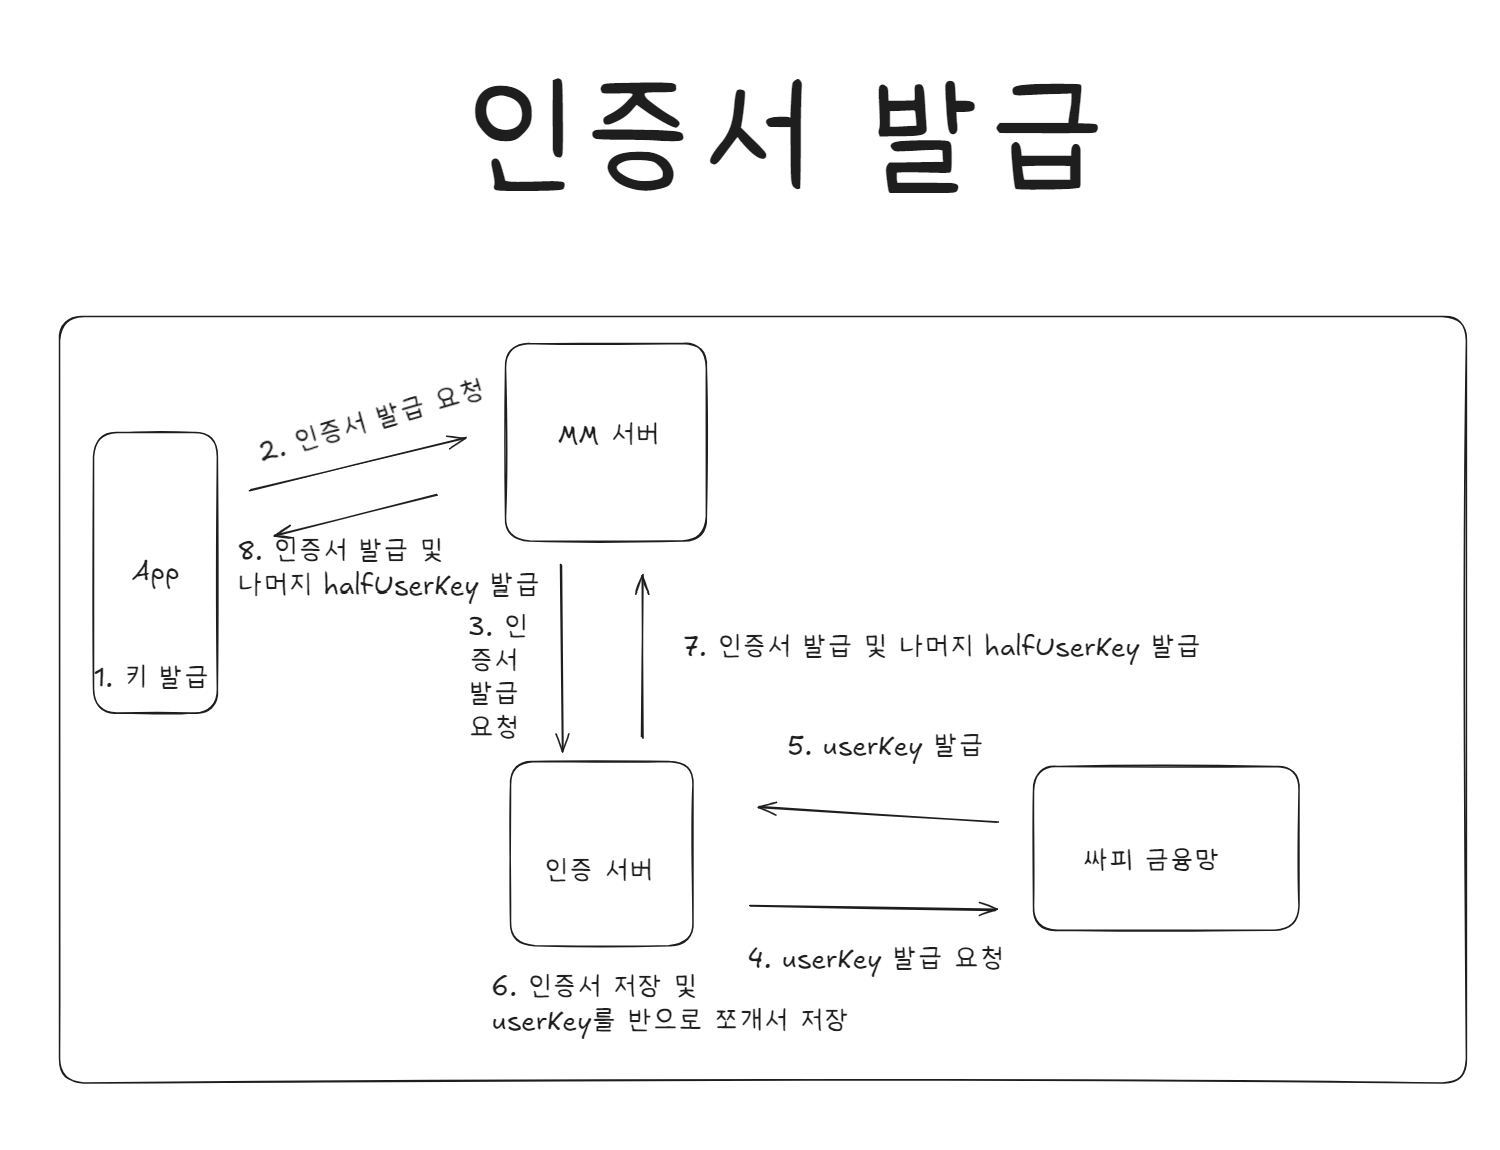 인증서 발급
2. 인증서 발급 요청
MM 서버
8. 인증서 발급 및
나머지 halfUserKey 발급
App
1. 키 발급
3. 인
증서
발급
요청
7. 인증서 발급 및 나머지 halfUserKey 발급
5. userKey 발급
인증 서버
싸피 금융망
4. userKey 발급 요청
6. 인증서 저장 및
userKey를 반으로 쪼개서 저장